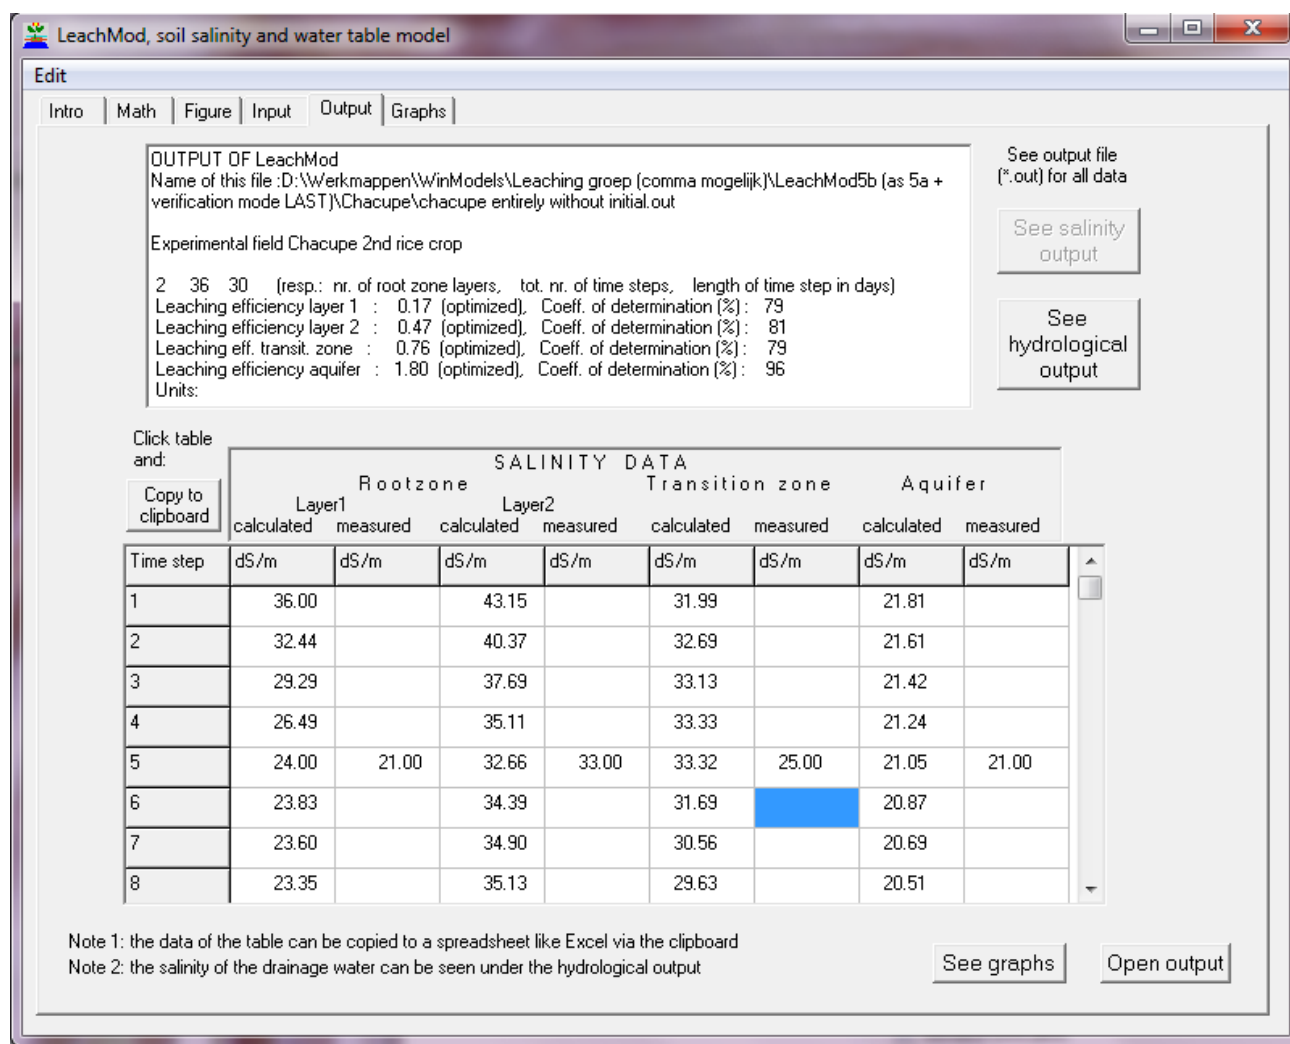 LeachMod, soil salinity and water table model
Edit
Intro Math Figure Input Output Graphs
OUTPUT OF LeachMod
Name of this file :D:\Werkmappen\WinModels\Leaching groep (comma mogelijk)\LeachMod5b (as 5a +
verification mode LAST)\Chacupe\chacupe entirely without initial.out
Experimental field Chacupe 2nd rice crop
2 36 30 (resp.: nr. of root zone layers, tot. nr. of time steps, length of time step in days)
Leaching efficiency layer 1 : 0.17 (optimized), Coeff. of determination (%) : 79
Leaching efficiency layer 2 : 0.47 (optimized), Coeff. of determination (%) : 81
Leaching eff. transit. zone : 0.76 (optimized), Coeff. of determination (%) : 79
Leaching efficiency aquifer : 1.80 (optimized), Coeff. of determination (%) : 96
Units:
See output file
(*.out) for all data
See salinity
output
See
hydrological
output
Click table
and:
Copy to
clipboard
SALINITY DATA
Rootzone Transition zone Aquifer
Layer1 Layer2
calculated measured calculated measured calculated measured calculated measured
Time step dS/m dS/m dS/m dS/m dS/m dS/m dS/m dS/m
1 36.00 43.15 31.99 21.81
2 32.44 40.37 32.69 21.61
3 29.29 37.69 33.13 21.42
4 26.49 35.11 33.33 21.24
5 24.00 21.00 32.66 33.00 33.32 25.00 21.05 21.00
6 23.83 34.39 31.69 20.87
7 23.60 34.90 30.56 20.69
8 23.35 35.13 29.63 20.51
Note 1: the data of the table can be copied to a spreadsheet like Excel via the clipboard
Note 2: the salinity of the drainage water can be seen under the hydrological output
See graphs Open output